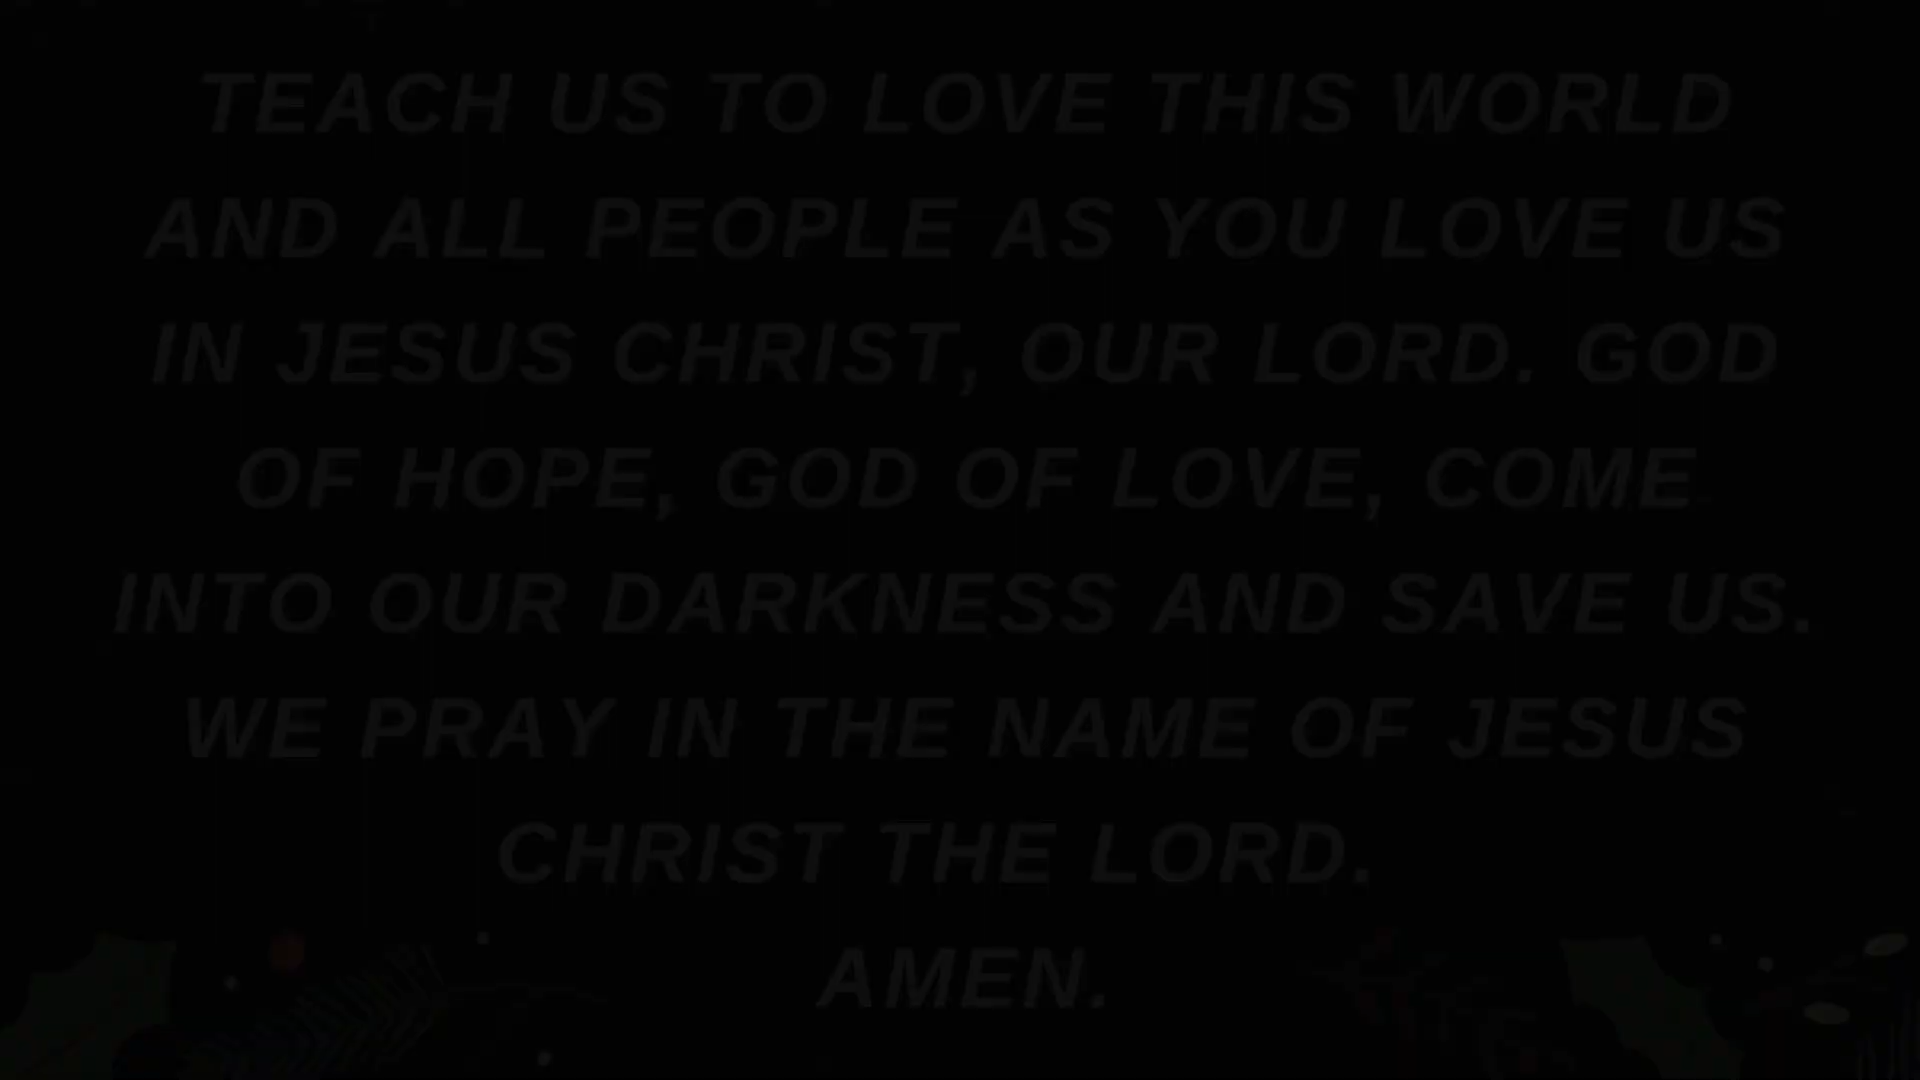 TEACH US TO LOVE THIS WORLD
AND ALL PEOPLE AS YOU LOVE US
IN JESUS CHRIST, OUR LORD. GOD
OF HOPE, GOD OF LOVE, COME
INTO OUR DARKNESS AND SAVE US.
WE PRAY IN THE NAME OF JESUS
CHRIST THE LORD.
AMEN.